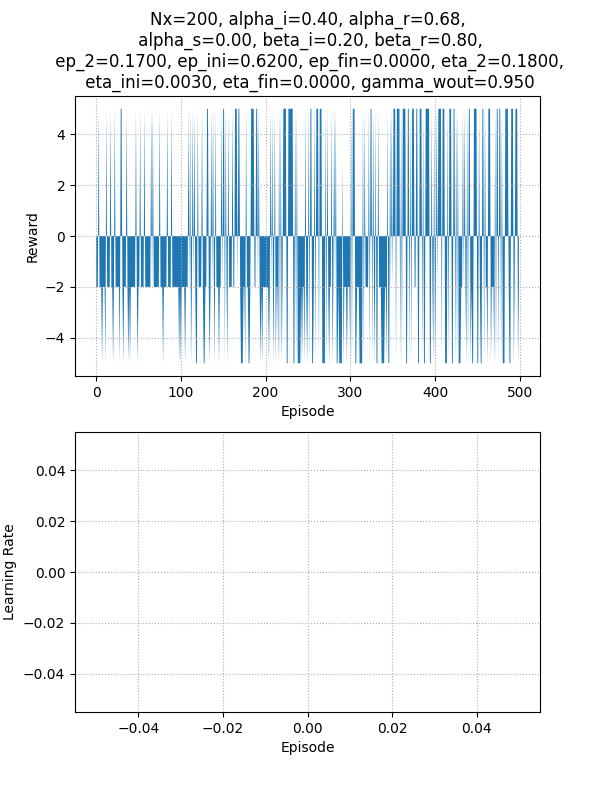 Nx=200, alpha_i=0.40, alpha_r=0.68,
alpha_s=0.00, beta_i=0.20, beta_r=0.80,
ep_2=0.1700, ep_ini=0.6200, ep_fin=0.0000, eta_2=0.1800,
eta_ini=0.0030, eta_fin=0.0000, gamma_wout=0.950
4
2
0
−2
−4
Reward
0 100 200 300 400 500
Episode
0.04
0.02
0.00
−0.02
−0.04
Learning Rate
−0.04 −0.02 0.00 0.02 0.04
Episode